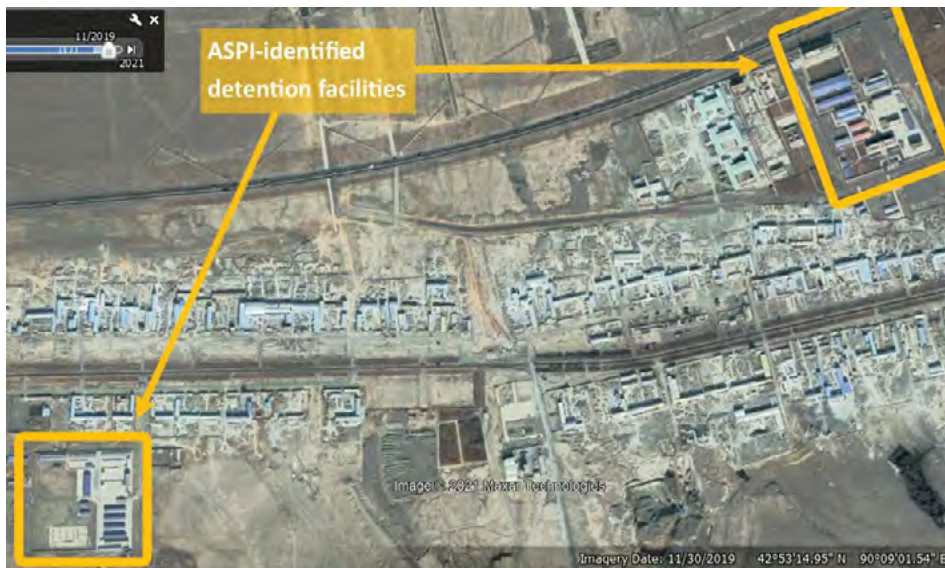 11/2019
2021
ASPI-identified
detention facilities
Image © 2021 Maxar Technologies
Imagery Date: 11/30/2019 42°53'14.95" N 90°09'01.54" E